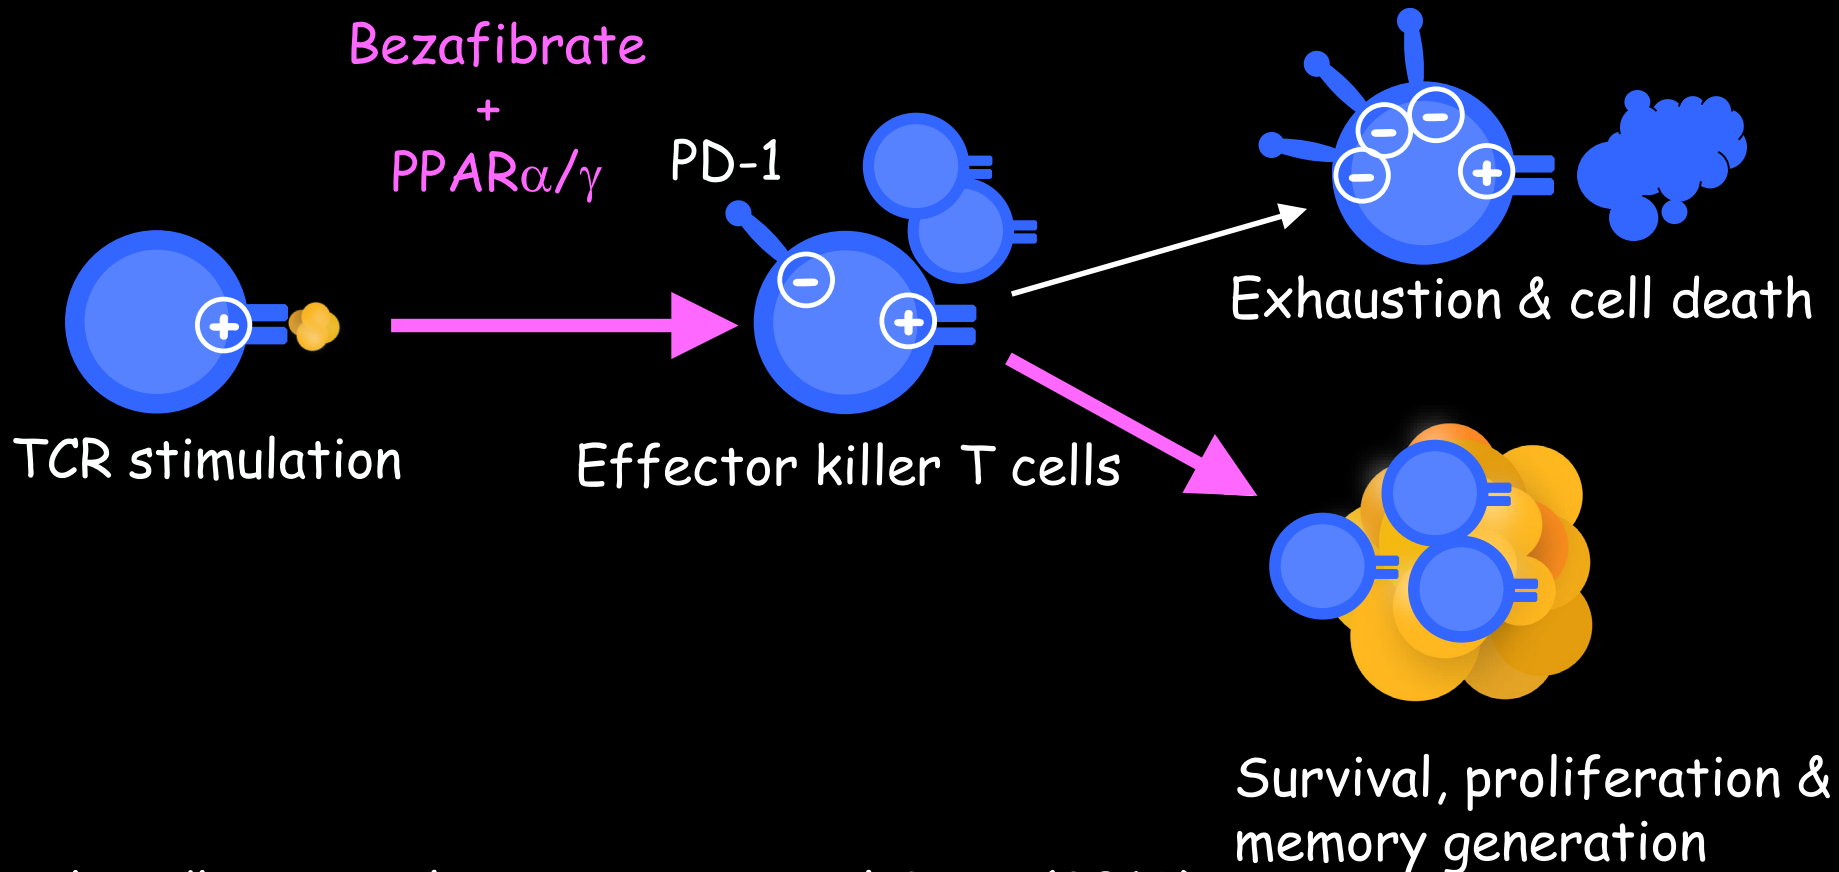 Bezafibrate
+
PPARα/γ
PD-1
Exhaustion & cell death
TCR stimulation
Effector killer T cells
Survival, proliferation &
memory generation